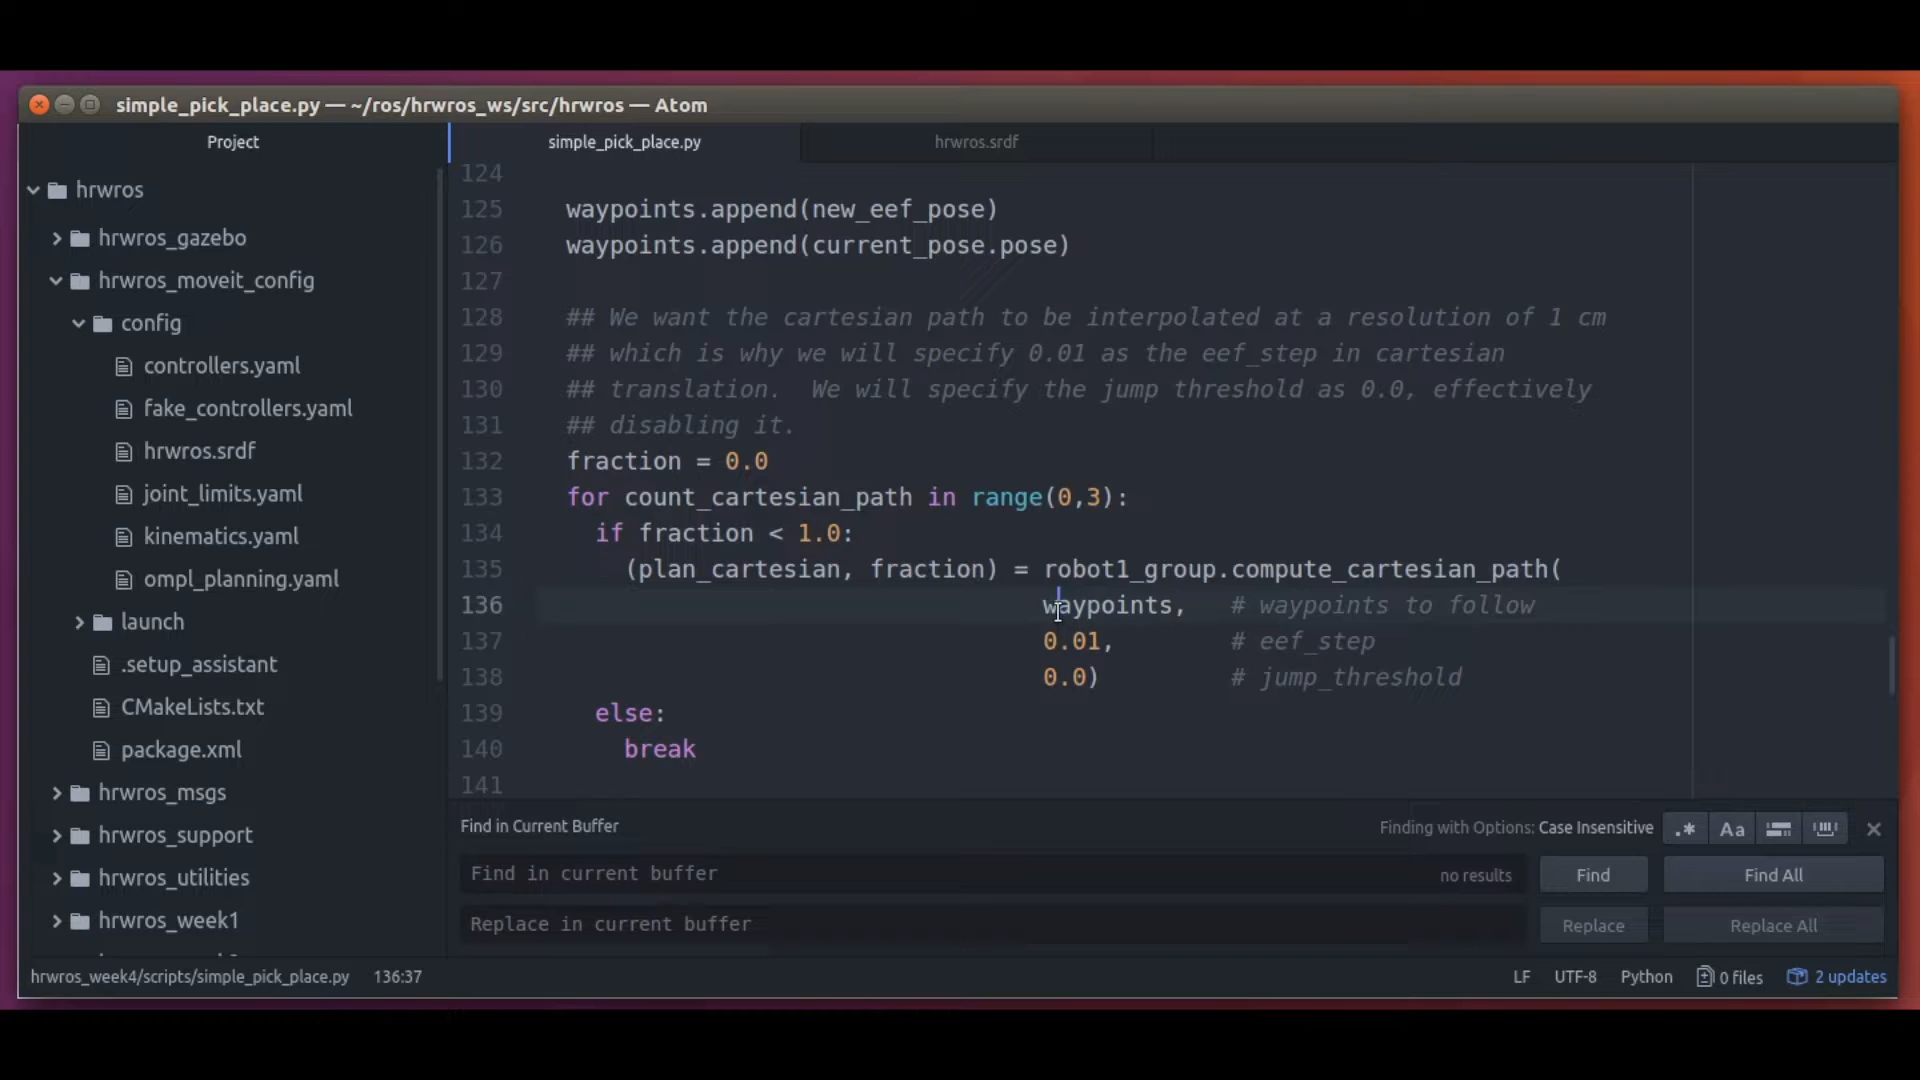 simple_pick_place.py — ~/ros/hrwros_ws/src/hrwros — Atom
Project
hrwros
hrwros_gazebo
hrwros_moveit_config
config
controllers.yaml
fake_controllers.yaml
hrwros.srdf
joint_limits.yaml
kinematics.yaml
ompl_planning.yaml
launch
.setup_assistant
CMakeLists.txt
package.xml
hrwros_msgs
hrwros_support
hrwros_utilities
hrwros_week1
simple_pick_place.py
hrwros.srdf
124
125 waypoints.append(new_eef_pose)
126 waypoints.append(current_pose.pose)
127
128 ## We want the cartesian path to be interpolated at a resolution of 1 cm
129 ## which is why we will specify 0.01 as the eef_step in cartesian
130 ## translation.  We will specify the jump threshold as 0.0, effectively
131 ## disabling it.
132 fraction = 0.0
133 for count_cartesian_path in range(0,3):
134 if fraction < 1.0:
135 (plan_cartesian, fraction) = robot1_group.compute_cartesian_path(
136 waypoints,   # waypoints to follow
137 0.01,        # eef_step
138 0.0)         # jump_threshold
139 else:
140 break
141
Find in Current Buffer
Finding with Options: Case Insensitive
.* Aa
Find in current buffer
no results
Find
Find All
Replace in current buffer
Replace
Replace All
hrwros_week4/scripts/simple_pick_place.py 136:37
LF UTF-8 Python 0 files 2 updates